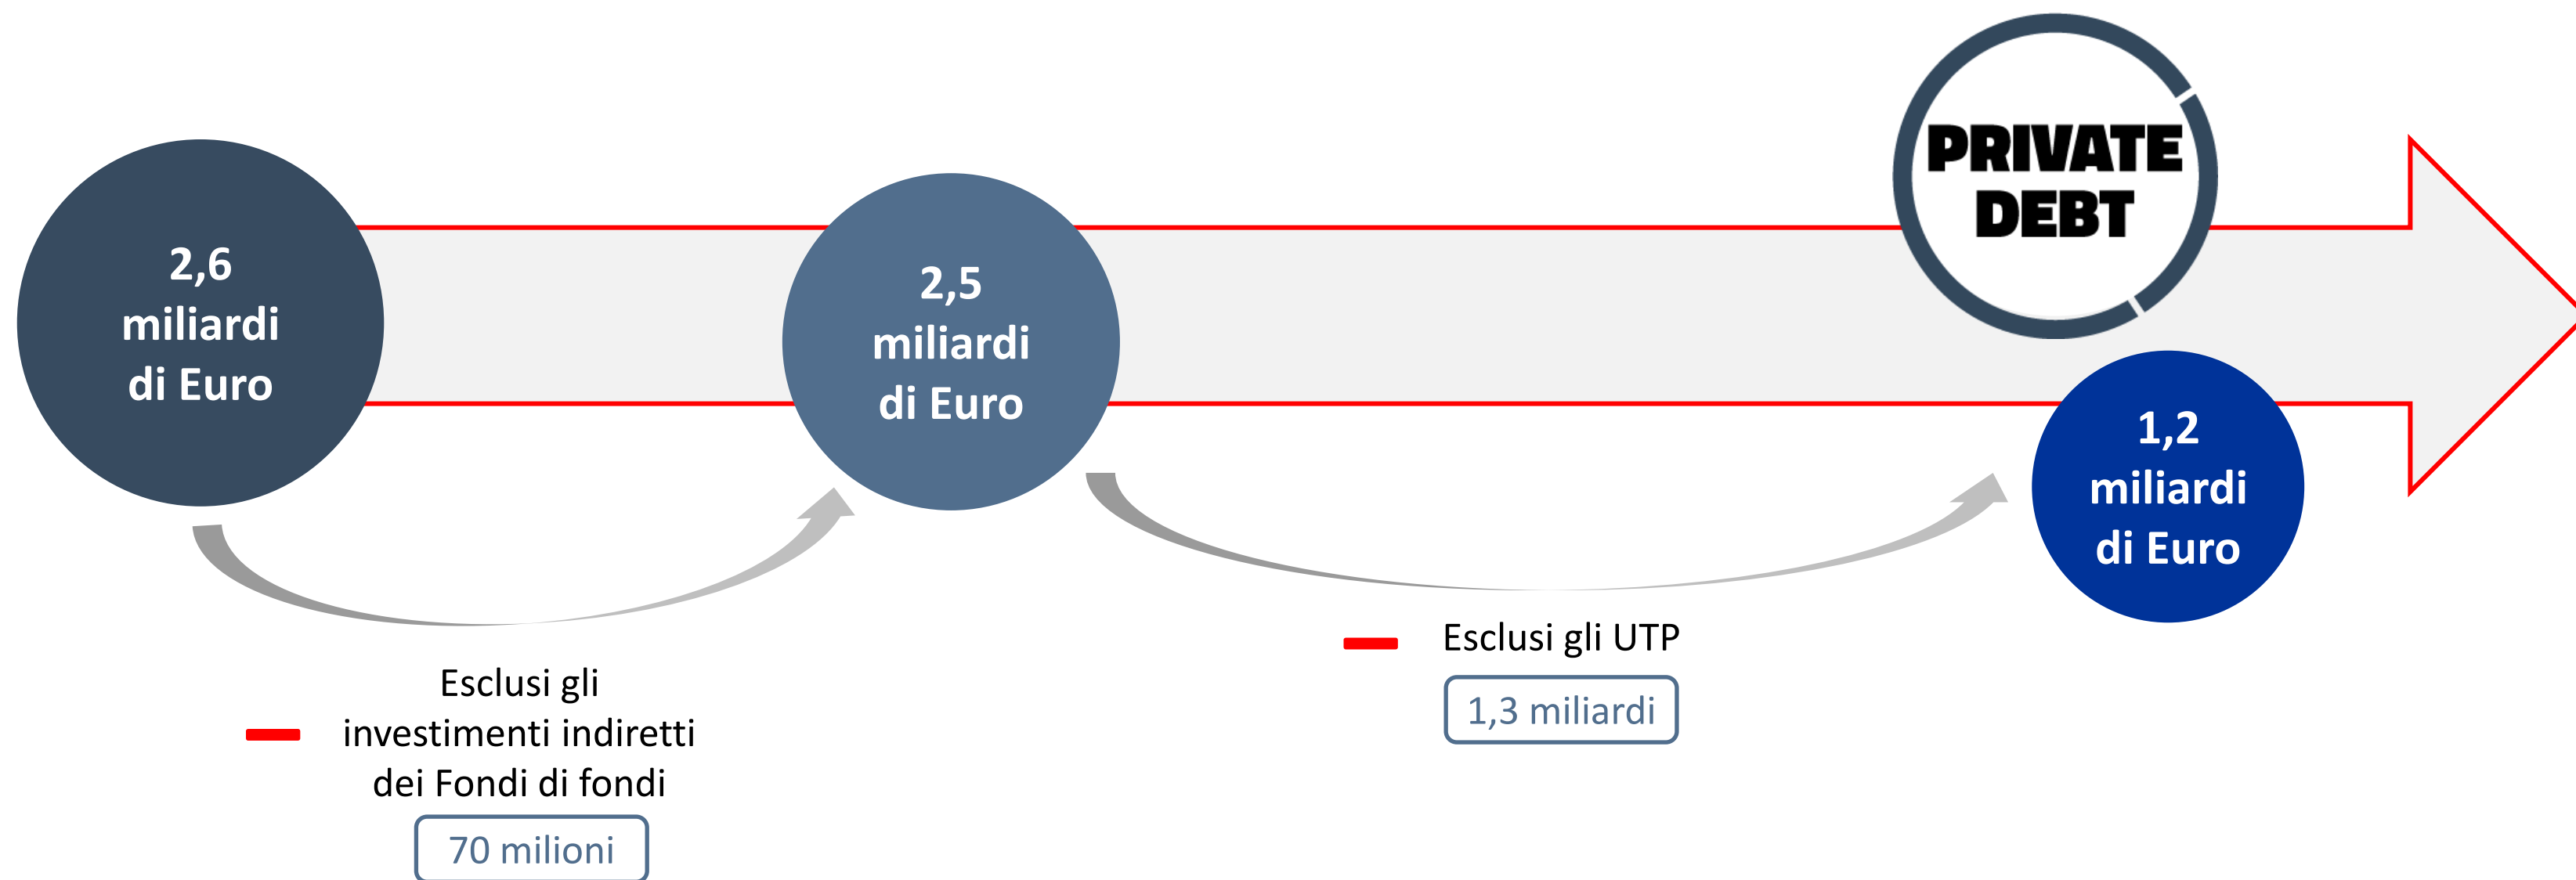 2,6
miliardi
di Euro
2,5
miliardi
di Euro
PRIVATE
DEBT
1,2
miliardi
di Euro
Esclusi gli
investimenti indiretti
dei Fondi di fondi
70 milioni
Esclusi gli UTP
1,3 miliardi